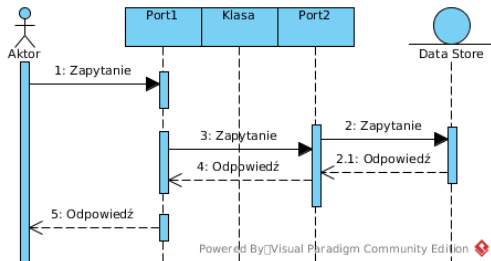 Port1 Klasa Port2
Aktor Data Store
1: Zapytanie
3: Zapytanie 2: Zapytanie
4: Odpowiedź 2.1: Odpowiedź
5: Odpowiedź
Powered By Visual Paradigm Community Edition